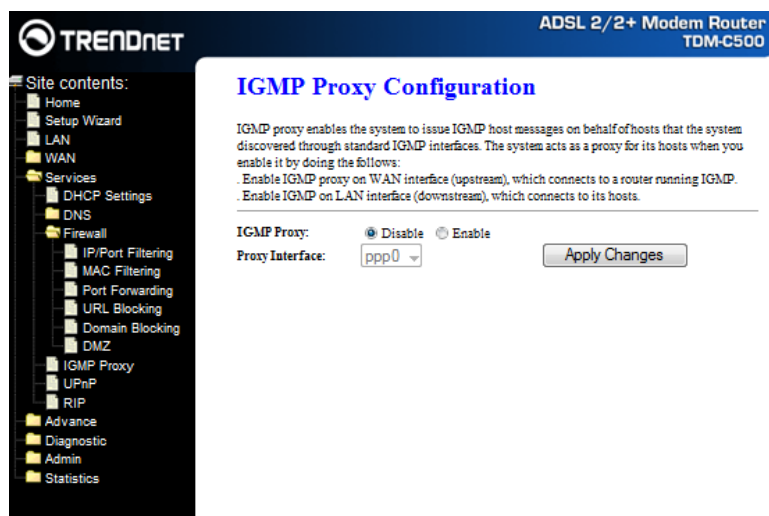 TRENDNET
ADSL 2/2+ Modem Router
TDM-C500
Site contents:
Home
Setup Wizard
LAN
WAN
Services
DHCP Settings
DNS
Firewall
IP/Port Filtering
MAC Filtering
Port Forwarding
URL Blocking
Domain Blocking
DMZ
IGMP Proxy
UPnP
RIP
Advance
Diagnostic
Admin
Statistics
IGMP Proxy Configuration
IGMP proxy enables the system to issue IGMP host messages on behalf of hosts that the system
discovered through standard IGMP interfaces. The system acts as a proxy for its hosts when you
enable it by doing the follows:
. Enable IGMP proxy on WAN interface (upstream), which connects to a router running IGMP.
. Enable IGMP on LAN interface (downstream), which connects to its hosts.
IGMP Proxy: Disable Enable
Proxy Interface: ppp0 Apply Changes